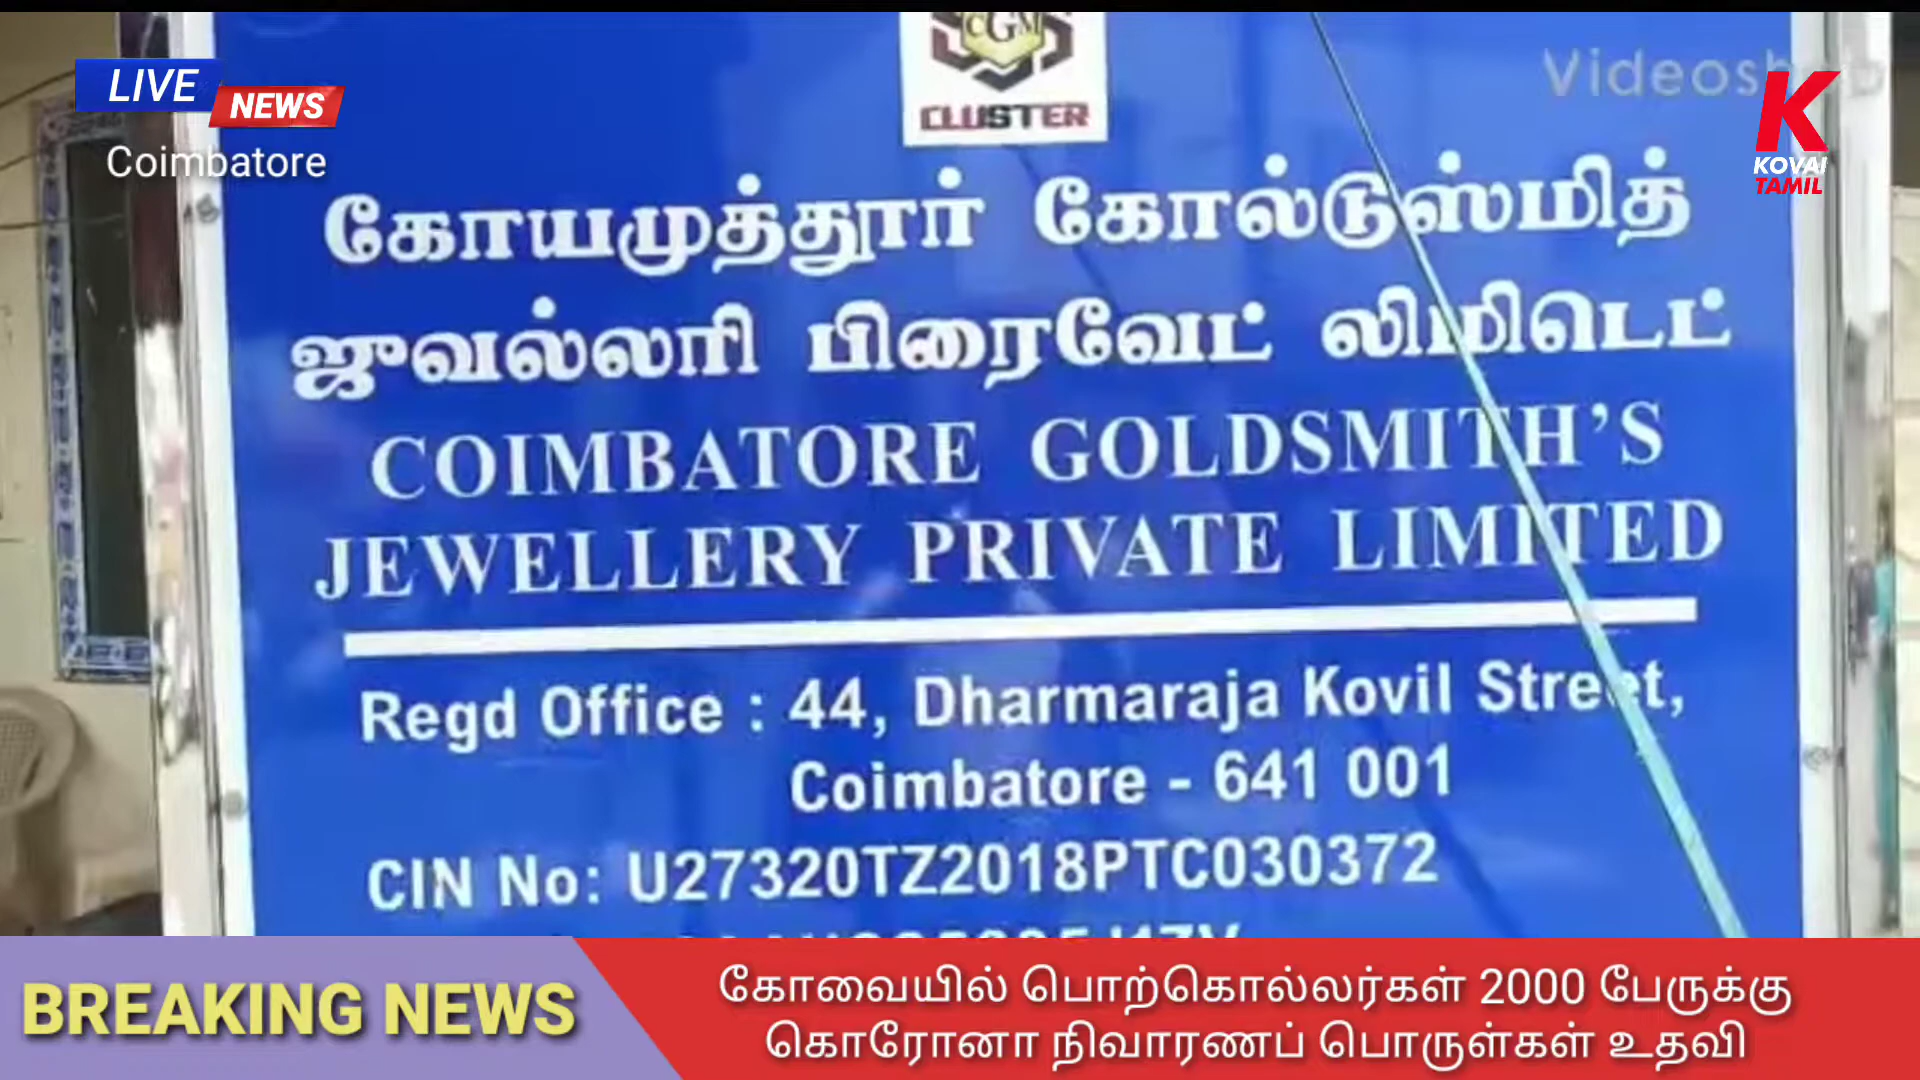 LIVE
NEWS
Coimbatore
CGM
CLUSTER
KOVAI
TAMIL
கோயமுத்தூர் கோல்டுஸ்மித்
ஜுவல்லரி பிரைவேட் லிமிடெட்
COIMBATORE GOLDSMITH'S
JEWELLERY PRIVATE LIMITED
Regd Office : 44, Dharmaraja Kovil Street,
Coimbatore - 641 001
CIN No: U27320TZ2018PTC030372
BREAKING NEWS
கோவையில் பொற்கொல்லர்கள் 2000 பேருக்கு
கொரோனா நிவாரணப் பொருள்கள் உதவி